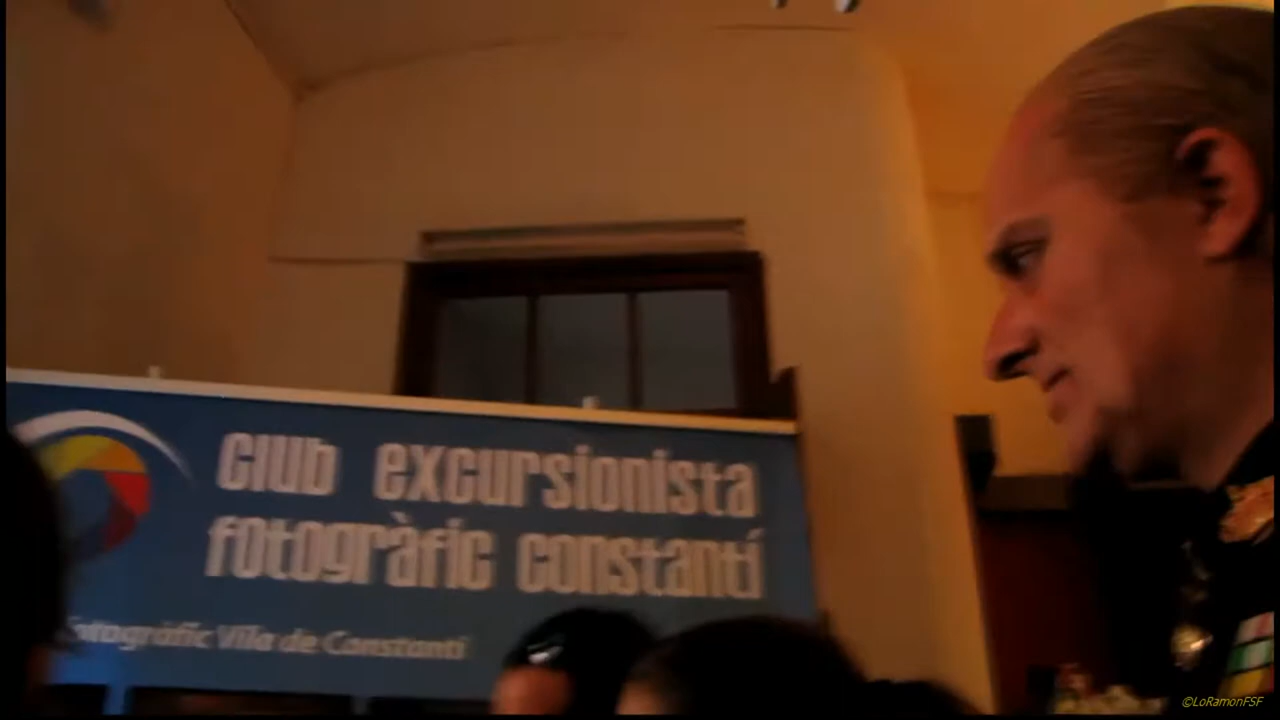 club excursionista
fotogràfic constantí
fotogràfic Vila de Constantí
©LoRamonFSF